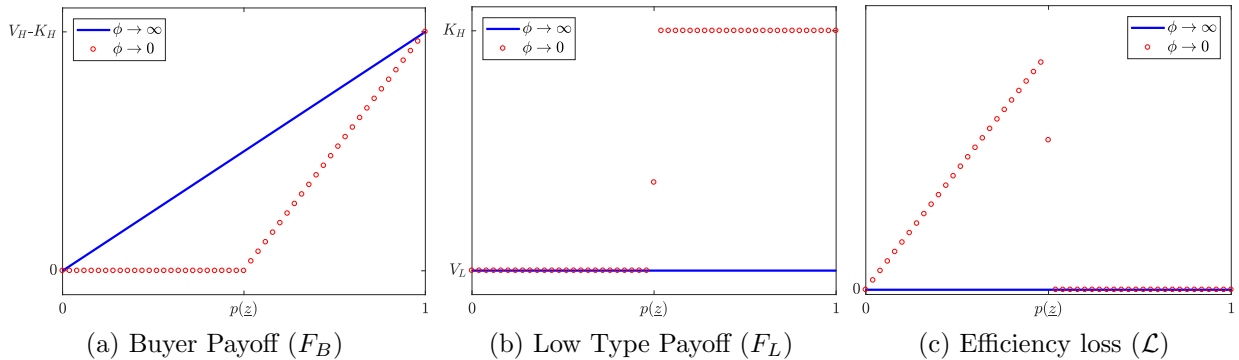 V_H-K_H
φ → ∞
φ → 0
0
0
p(z̲)
1
(a) Buyer Payoff (F_B)
K_H
φ → ∞
φ → 0
V_L
0
p(z̲)
1
(b) Low Type Payoff (F_L)
φ → ∞
φ → 0
0
0
p(z̲)
1
(c) Efficiency loss (ℒ)